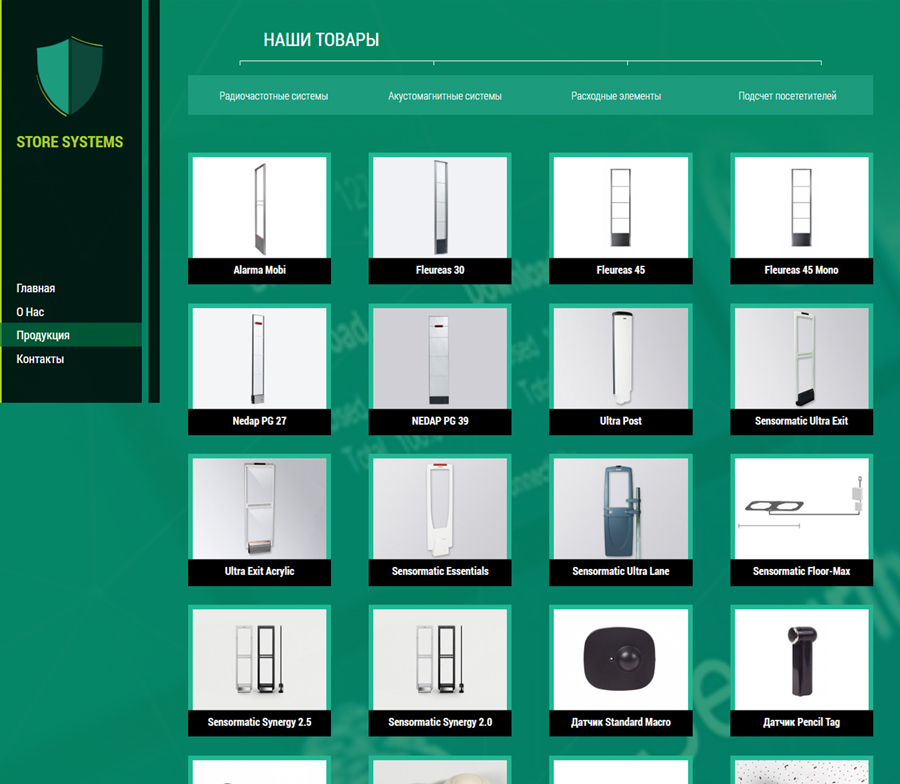 STORE SYSTEMS
Главная
О Нас
Продукция
Контакты
НАШИ ТОВАРЫ
Радиочастотные системы
Акустомагнитные системы
Расходные элементы
Подсчет посететителей
Alarma Mobi
Fleureas 30
Fleureas 45
Fleureas 45 Mono
Nedap PG 27
NEDAP PG 39
Ultra Post
Sensormatic Ultra Exit
Ultra Exit Acrylic
Sensormatic Essentials
Sensormatic Ultra Lane
Sensormatic Floor-Max
Sensormatic Synergy 2.5
Sensormatic Synergy 2.0
Датчик Standard Macro
Датчик Pencil Tag